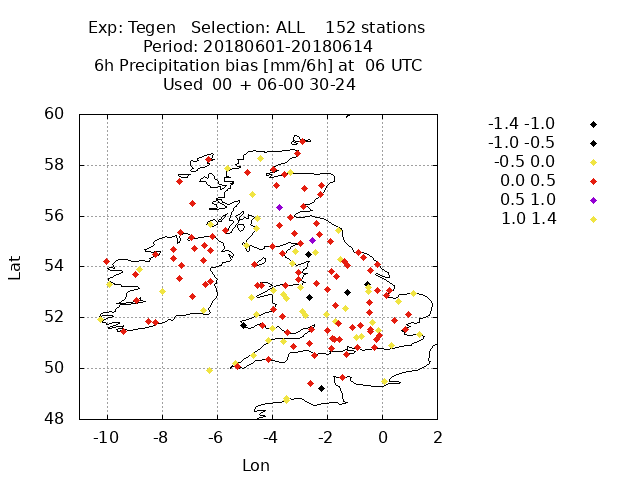 Exp: Tegen Selection: ALL 152 stations
Period: 20180601-20180614
6h Precipitation bias [mm/6h] at 06 UTC
Used 00 + 06-00 30-24
60
58
56
54
52
50
48
Lat
-10 -8 -6 -4 -2 0 2
Lon
-1.4 -1.0
-1.0 -0.5
-0.5 0.0
0.0 0.5
0.5 1.0
1.0 1.4